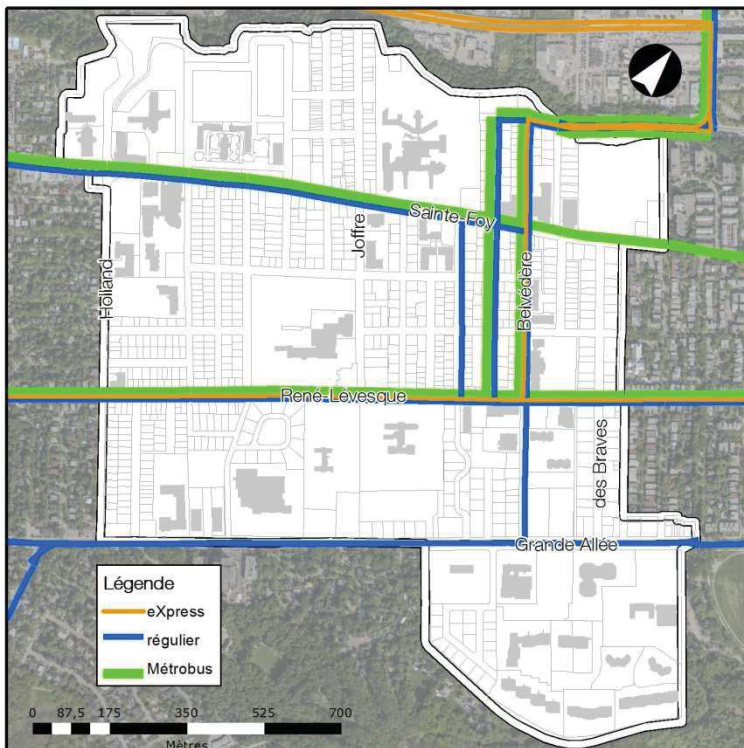 Sainte-Foy
Joffre
Holland
Belvédère
René-Lévesque
des Braves
Grande Allée
Légende
eXpress
régulier
Métrobus
0 87,5 175 350 525 700
Mètres